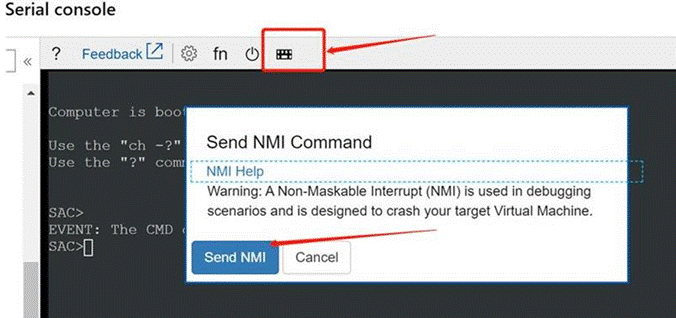 Serial console
] « ? Feedback fn
Computer is boot
Use the "ch -?"
Use the "?" comm
SAC>
EVENT: The CMD c
SAC>
Send NMI Command
NMI Help
Warning: A Non-Maskable Interrupt (NMI) is used in debugging
scenarios and is designed to crash your target Virtual Machine.
Send NMI Cancel